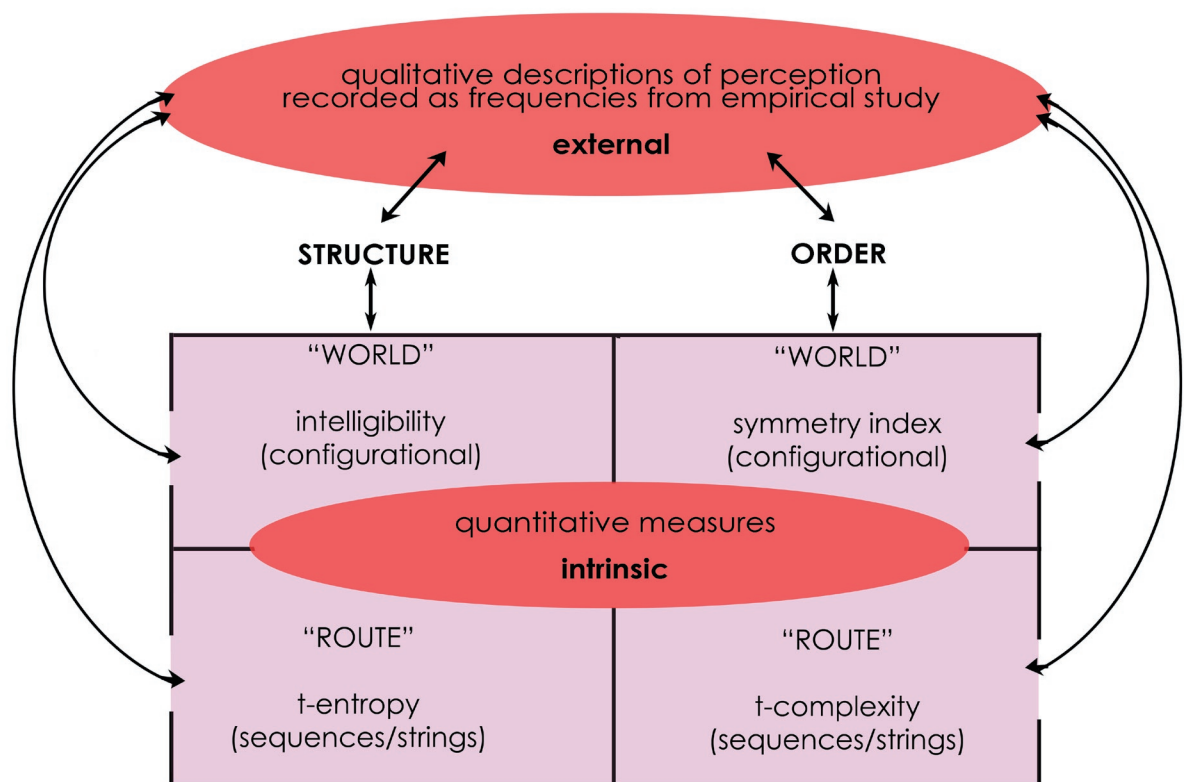 qualitative descriptions of perception
recorded as frequencies from empirical study
external
STRUCTURE
ORDER
“WORLD”
intelligibility
(configurational)
“WORLD”
symmetry index
(configurational)
quantitative measures
intrinsic
“ROUTE”
t-entropy
(sequences/strings)
“ROUTE”
t-complexity
(sequences/strings)